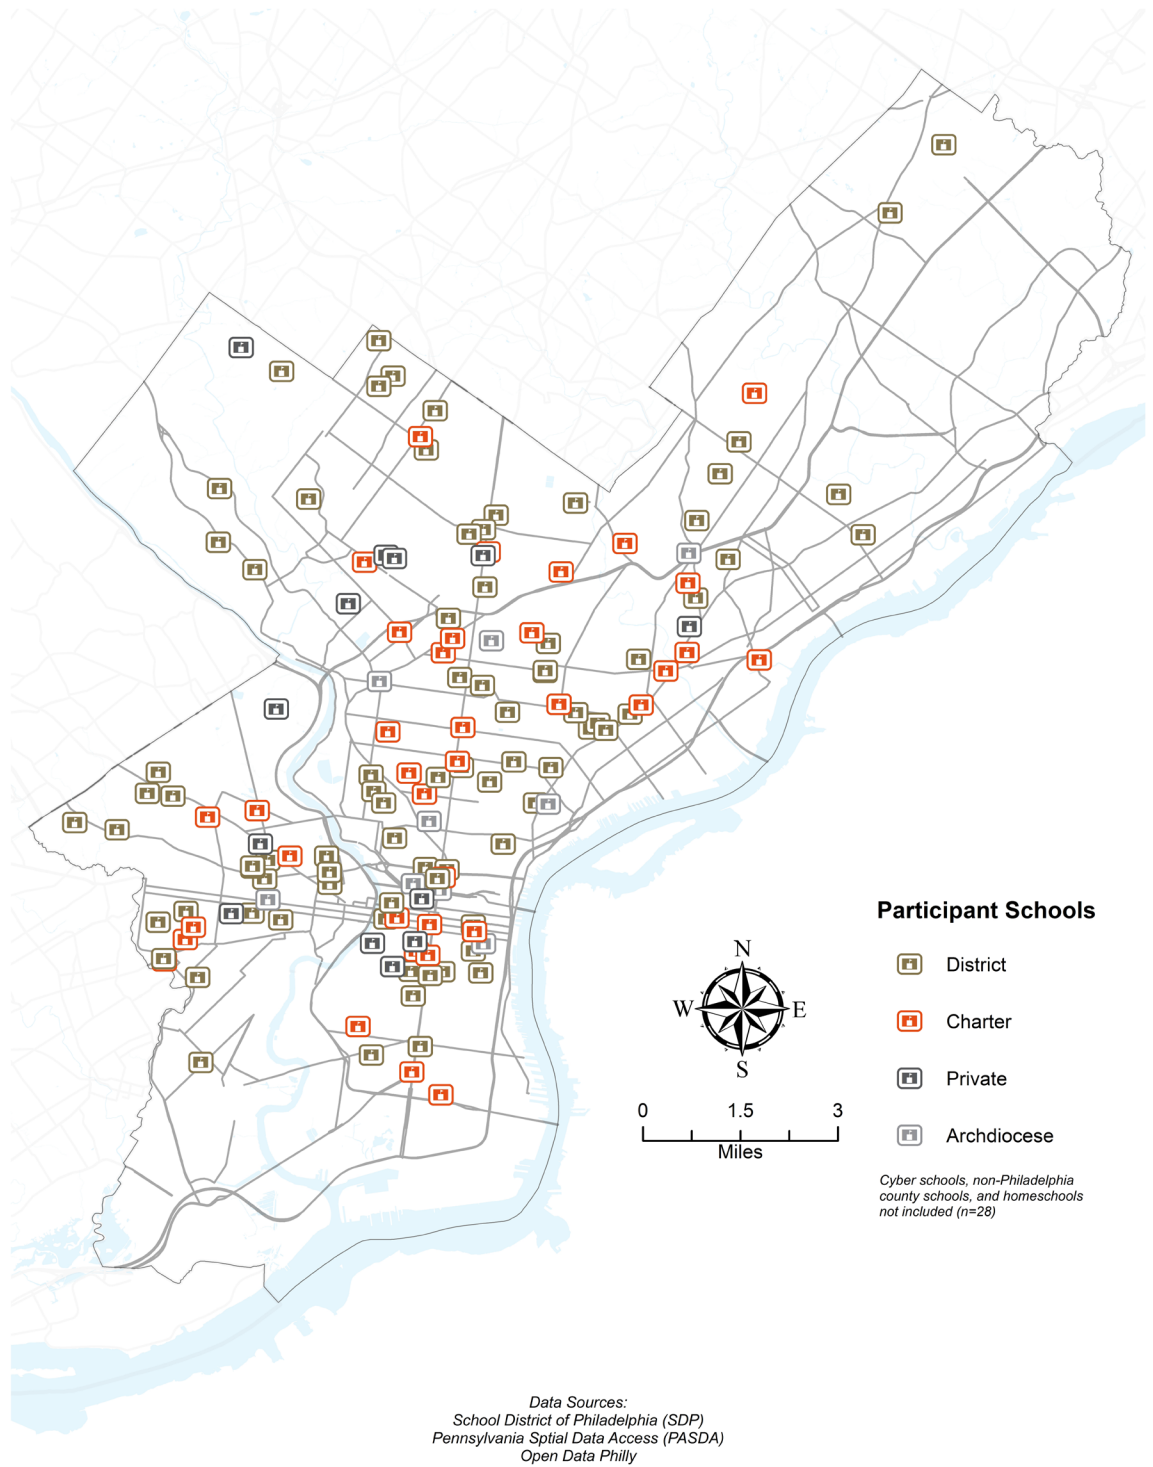 Participant Schools
District
Charter
Private
Archdiocese
Cyber schools, non-Philadelphia
county schools, and homeschools
not included (n=28)
N
W E
S
0 1.5 3
Miles
Data Sources:
School District of Philadelphia (SDP)
Pennsylvania Sptial Data Access (PASDA)
Open Data Philly